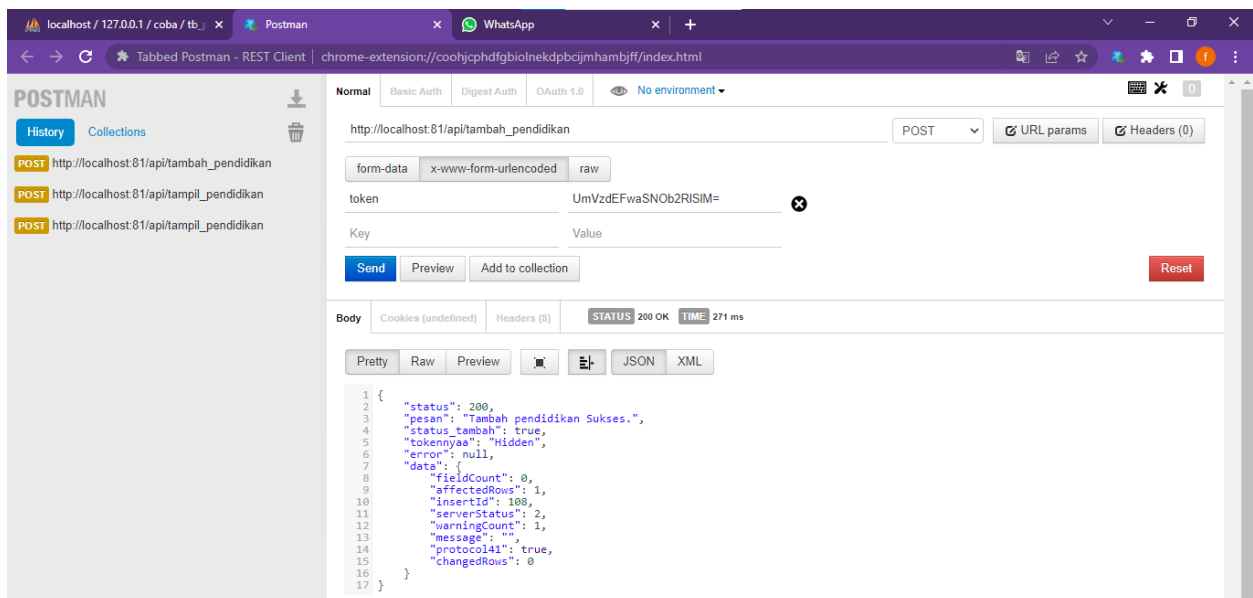 localhost / 127.0.0.1 / coba / tb_p
Postman
WhatsApp
Tabbed Postman - REST Client | chrome-extension://coohjcphdfgbiolnekdpbcijmhambjff/index.html
f
POSTMAN
History Collections
POST http://localhost:81/api/tambah_pendidikan
POST http://localhost:81/api/tampil_pendidikan
POST http://localhost:81/api/tampil_pendidikan
Normal Basic Auth Digest Auth OAuth 1.0 No environment
0
http://localhost:81/api/tambah_pendidikan POST URL params Headers (0)
form-data x-www-form-urlencoded raw
token UmVzdEFwaSNOb2RlSlM=
Key Value
Send Preview Add to collection Reset
Body Cookies (undefined) Headers (8) STATUS 200 OK TIME 271 ms
Pretty Raw Preview JSON XML
1 {
2 "status": 200,
3 "pesan": "Tambah pendidikan Sukses.",
4 "status_tambah": true,
5 "tokennyaa": "Hidden",
6 "error": null,
7 "data": {
8 "fieldCount": 0,
9 "affectedRows": 1,
10 "insertId": 108,
11 "serverStatus": 2,
12 "warningCount": 1,
13 "message": "",
14 "protocol41": true,
15 "changedRows": 0
16 }
17 }